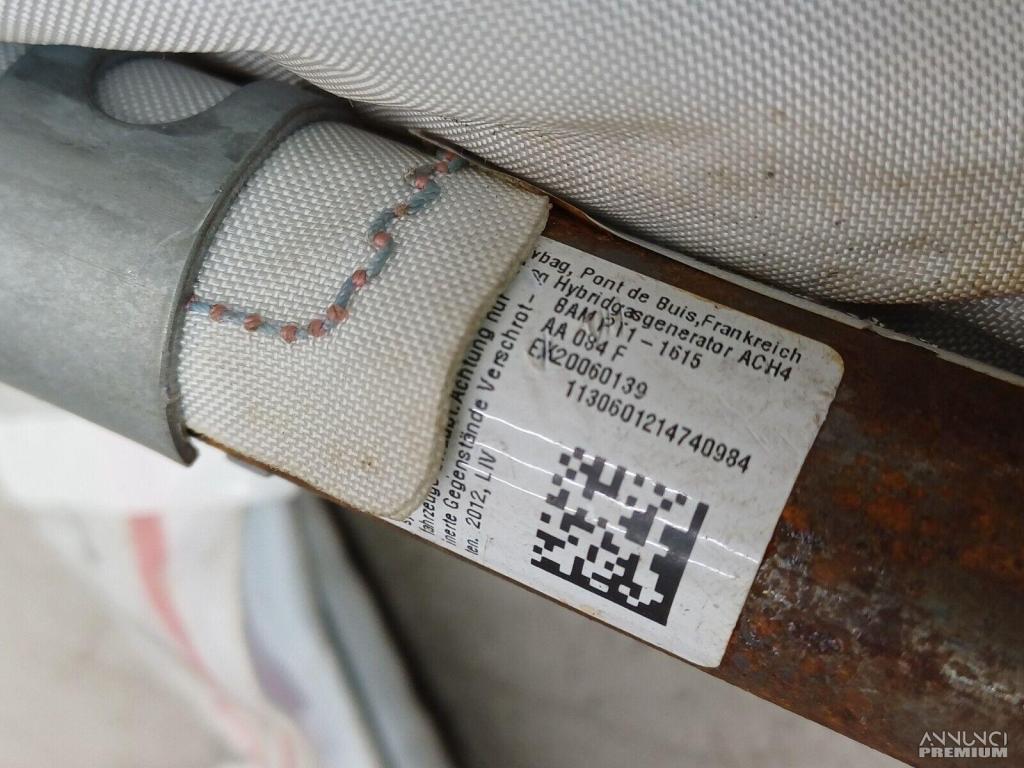 bag, Pont de Buis,Frankreich
Hybridgasgenerator ACH4
BAM PT1-1615
AA 084 F
EX20060139
1130601214740984
Achtung nur
Gegenstände Verschrot-
2012, LIV
ANNUNCI
PREMIUM